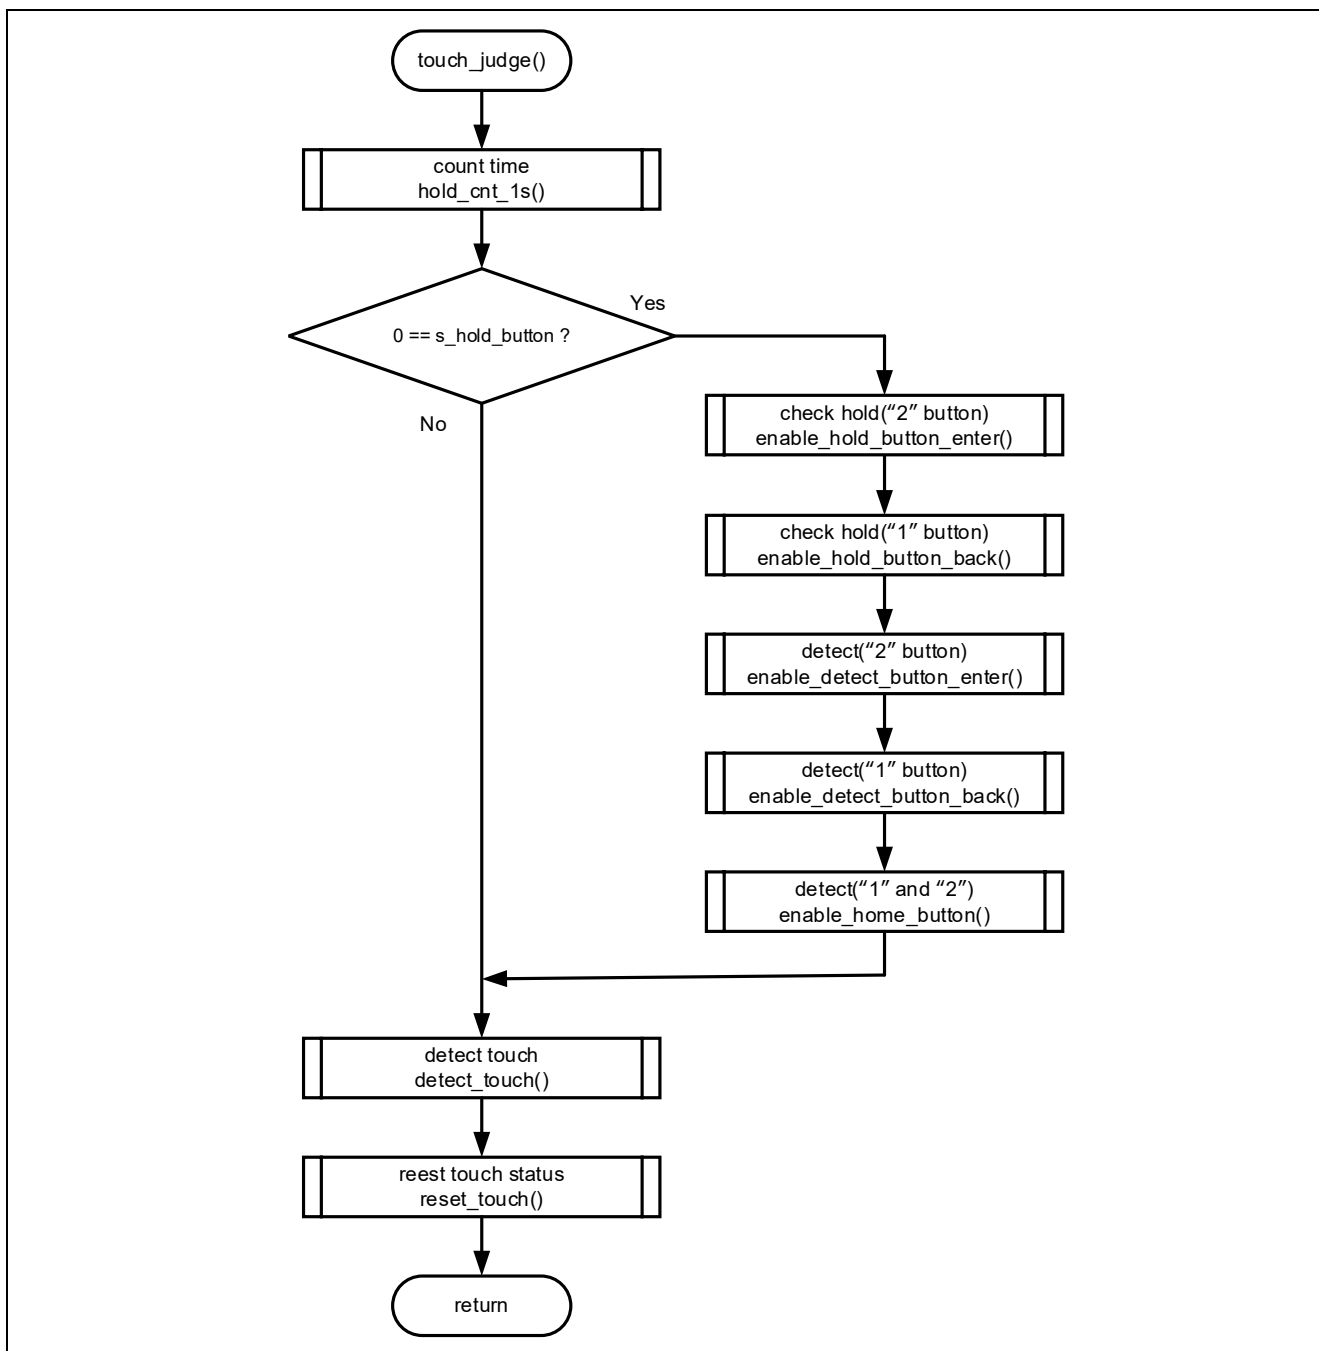 touch_judge()
count time
hold_cnt_1s()
0 == s_hold_button ?
Yes
No
check hold(“2” button)
enable_hold_button_enter()
check hold(“1” button)
enable_hold_button_back()
detect(“2” button)
enable_detect_button_enter()
detect(“1” button)
enable_detect_button_back()
detect(“1” and “2”)
enable_home_button()
detect touch
detect_touch()
reest touch status
reset_touch()
return